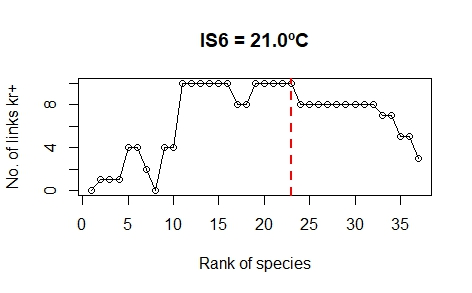 IS6 = 21.0ºC
No. of links kr+
8
4
0
0 5 10 15 20 25 30 35
Rank of species